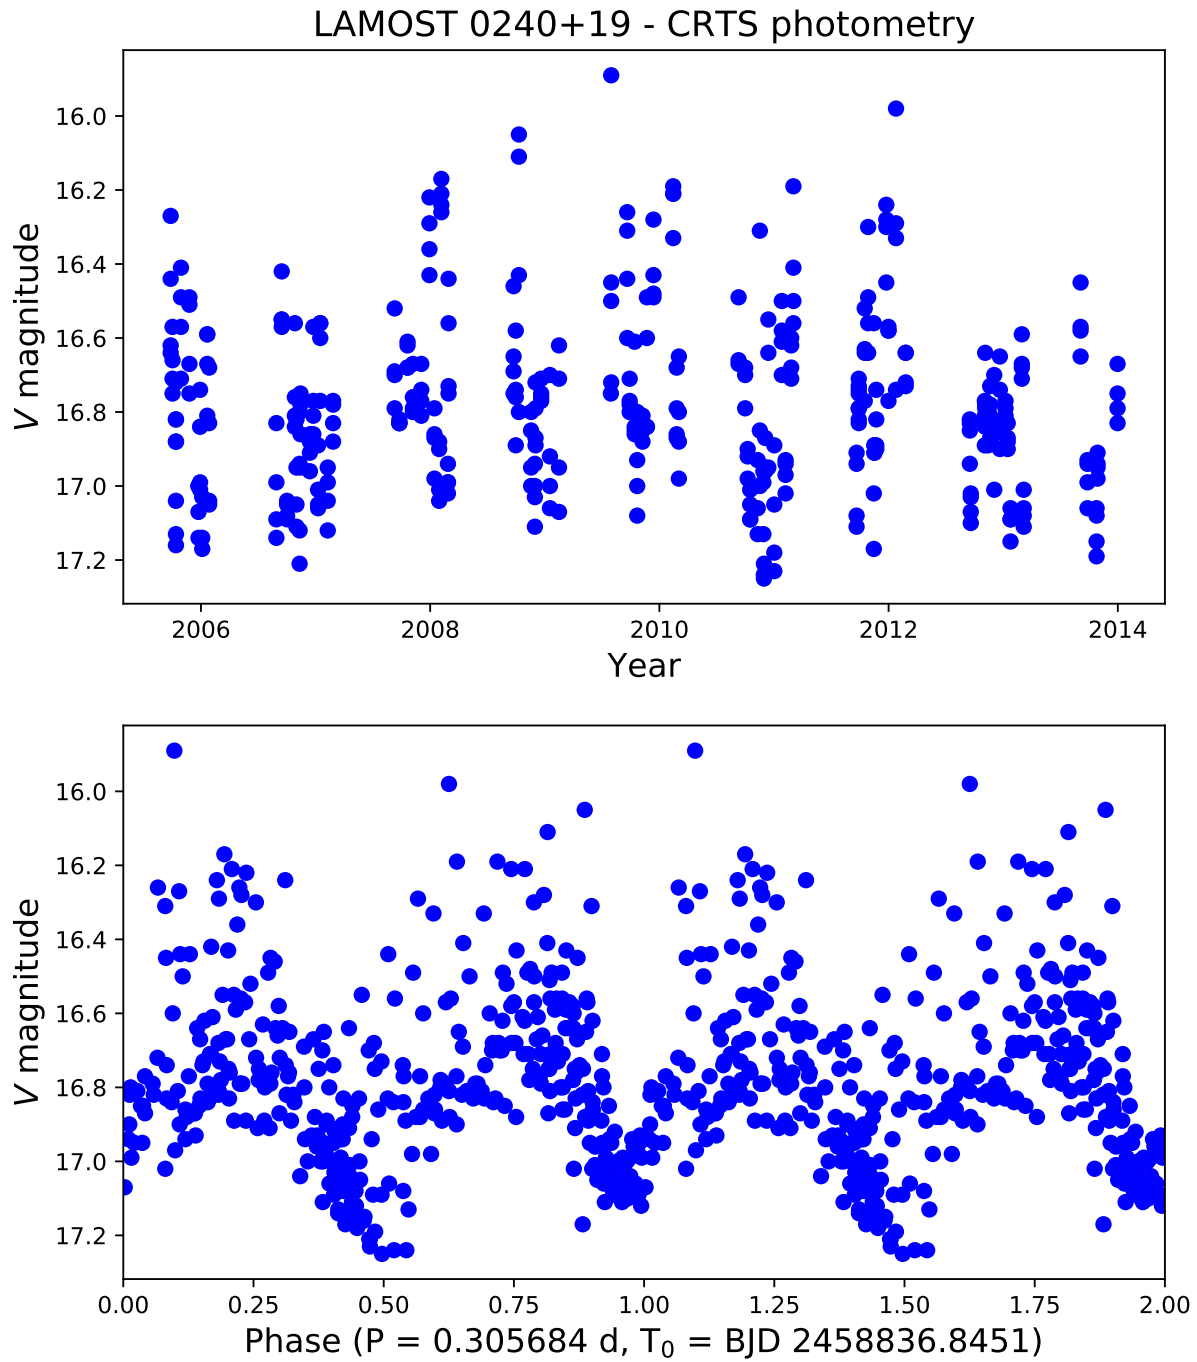 LAMOST 0240+19 - CRTS photometry
16.0
16.2
16.4
16.6
16.8
17.0
17.2
V magnitude
2006 2008 2010 2012 2014
Year
16.0
16.2
16.4
16.6
16.8
17.0
17.2
V magnitude
0.00 0.25 0.50 0.75 1.00 1.25 1.50 1.75 2.00
Phase (P = 0.305684 d, T₀ = BJD 2458836.8451)